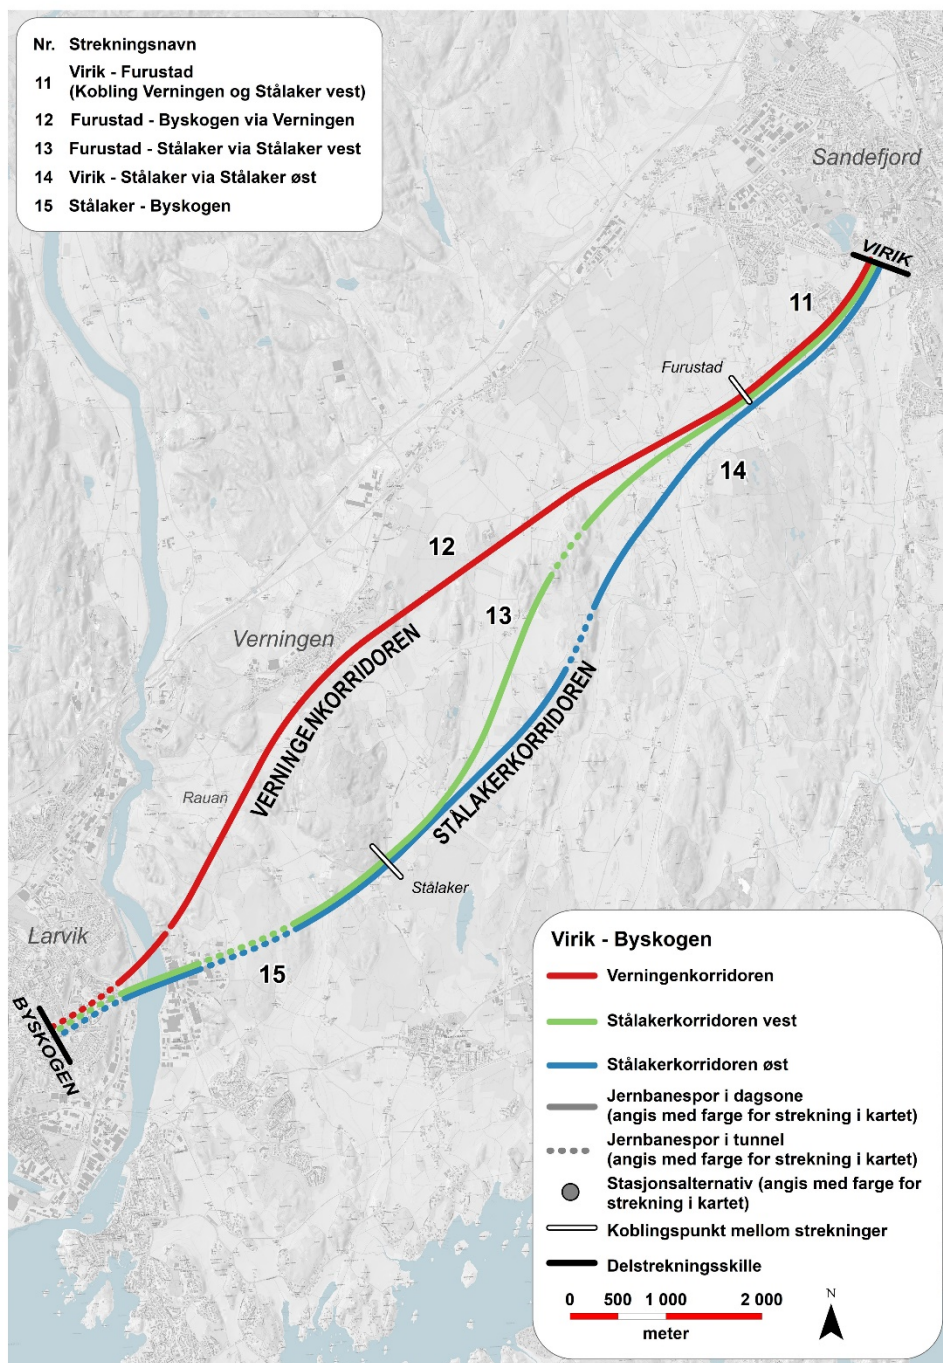 Nr. Strekningsnavn
11 Virik - Furustad
(Kobling Verningen og Stålaker vest)
12 Furustad - Byskogen via Verningen
13 Furustad - Stålaker via Stålaker vest
14 Virik - Stålaker via Stålaker øst
15 Stålaker - Byskogen
Sandefjord
VIRIK
11
Furustad
14
12
13
Verningen
VERNINGENKORRIDOREN
STÅLAKERKORRIDOREN
Rauan
Stålaker
Larvik
15
BYSKOGEN
Virik - Byskogen
Verningenkorridoren
Stålakerkorridoren vest
Stålakerkorridoren øst
Jernbanespor i dagsone
(angis med farge for strekning i kartet)
Jernbanespor i tunnel
(angis med farge for strekning i kartet)
Stasjonsalternativ (angis med farge for
strekning i kartet)
Koblingspunkt mellom strekninger
Delstrekningsskille
N
0 500 1 000 2 000
meter